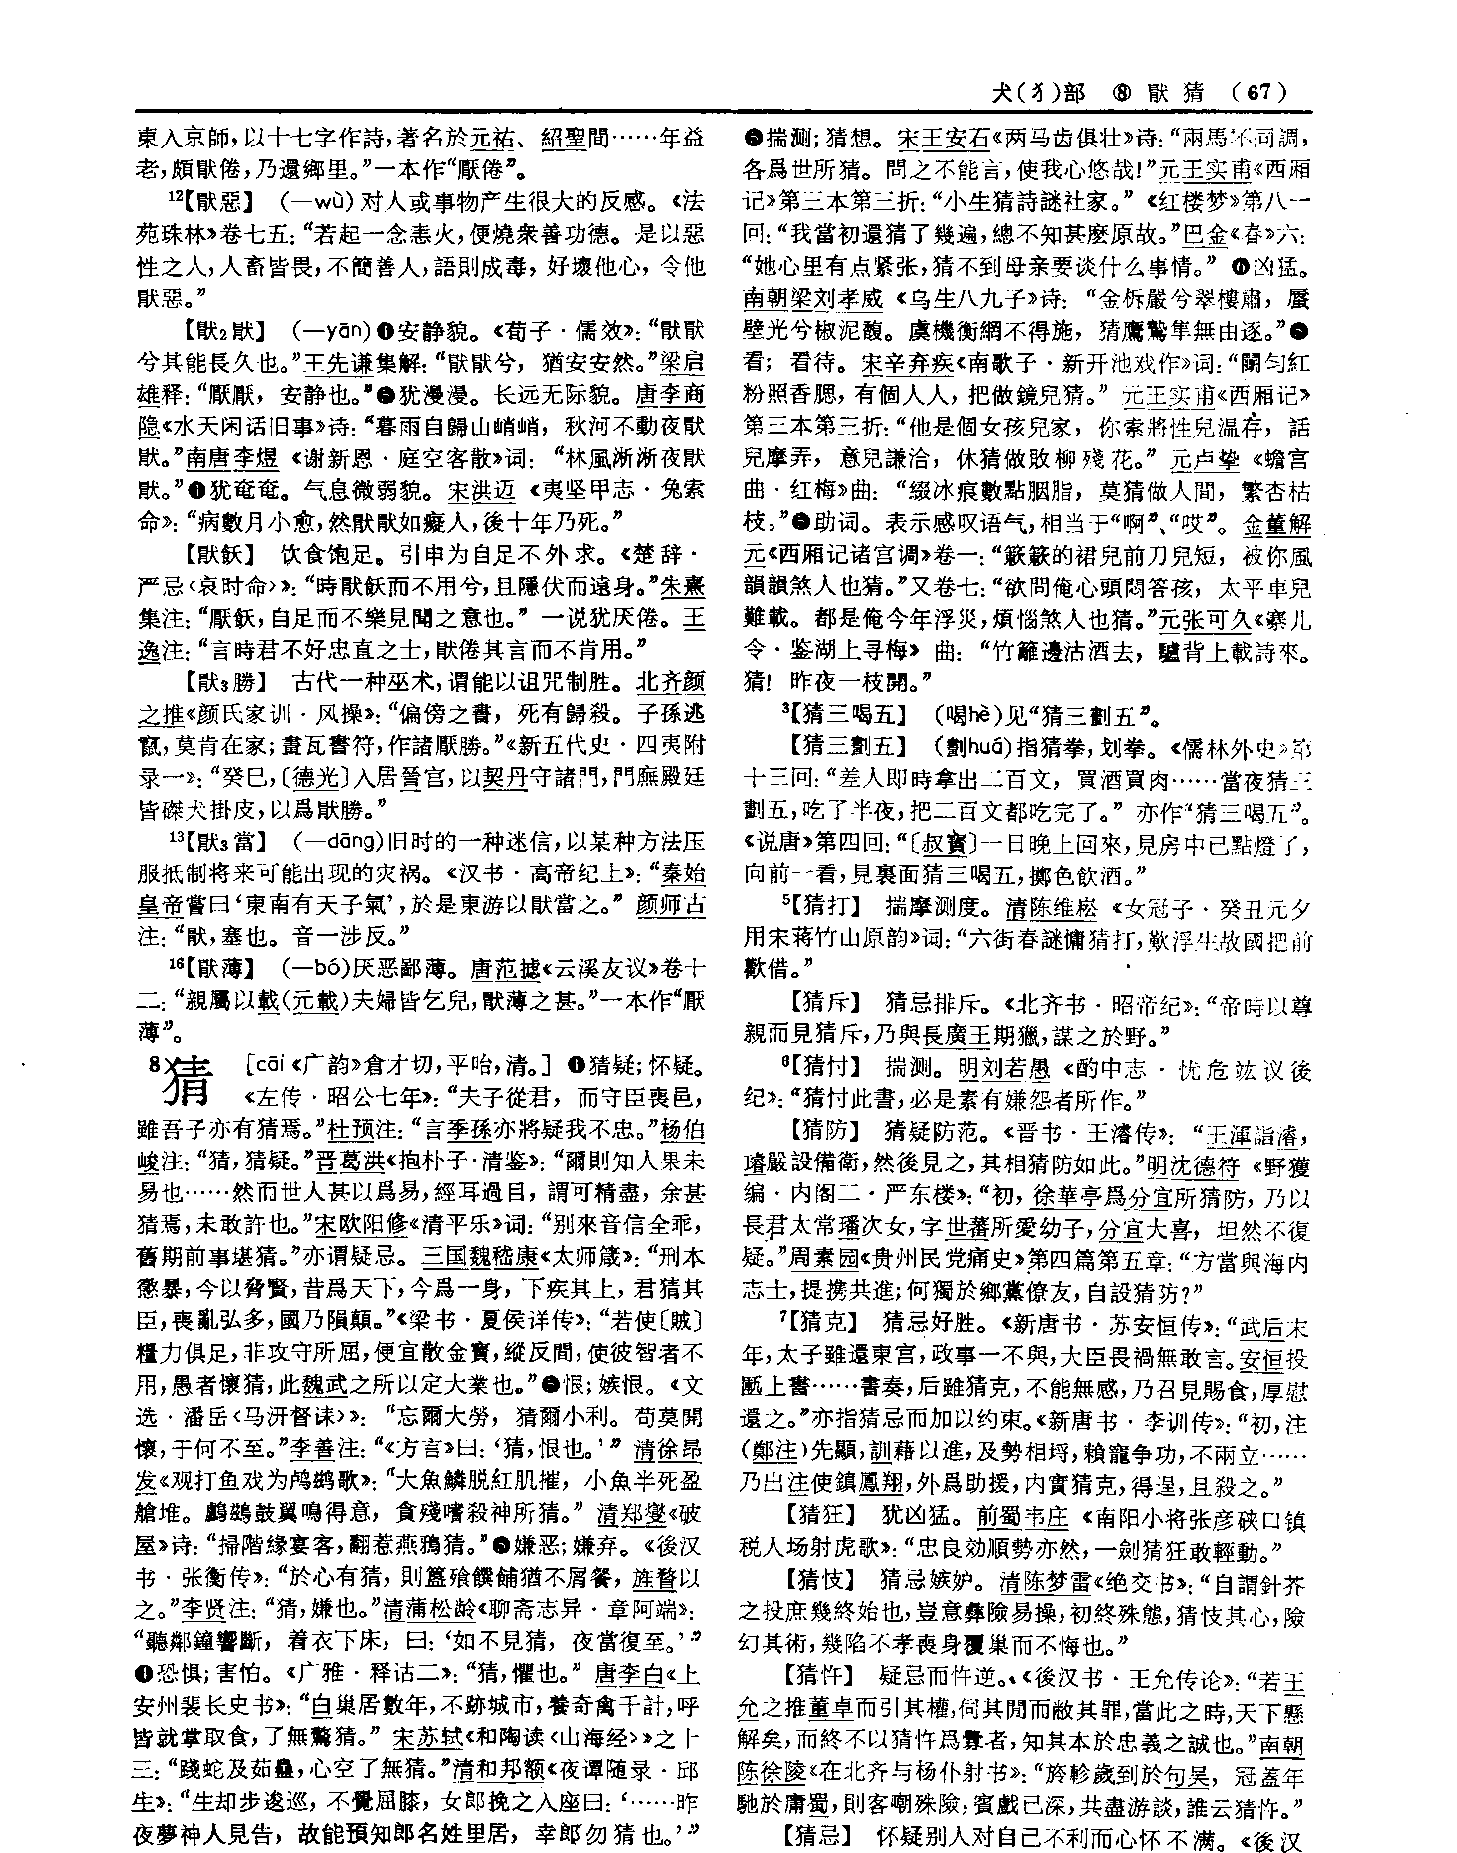 犬(犭)部 ⑧ 猒 猜 (67)
東入京師,以十七字作詩,著名於元祐、紹聖間……年益
老,頗猒倦,乃還鄉里。”一本作“厭倦”。
12【猒惡】 (—wù)对人或事物产生很大的反感。《法
苑珠林》卷七五:“若起一念恚火,便燒衆善功德。是以惡
性之人,人畜皆畏,不簡善人,語則成毒,好壞他心,令他
猒惡。”
【猒2猒】 (—yān)❶安静貌。《荀子·儒效》:“猒猒
兮其能長久也。”王先谦集解:“猒猒兮,猶安安然。”梁启
雄释:“厭厭,安静也。”❷犹漫漫。长远无际貌。唐李商
隐《水天闲话旧事》诗:“暮雨自歸山峭峭,秋河不動夜猒
猒。”南唐李煜《谢新恩·庭空客散》词:“林風淅淅夜猒
猒。”❸犹奄奄。气息微弱貌。宋洪迈《夷坚甲志·兔索
命》:“病數月小愈,然猒猒如癡人,後十年乃死。”
【猒飫】 饮食饱足。引申为自足不外求。《楚辞·
严忌〈哀时命〉》:“時猒飫而不用兮,且隱伏而遠身。”朱熹
集注:“厭飫,自足而不樂見聞之意也。”一说犹厌倦。王
逸注:“言時君不好忠直之士,猒倦其言而不肯用。”
【猒3勝】 古代一种巫术,谓能以诅咒制胜。北齐颜
之推《颜氏家训·风操》:“偏傍之書,死有歸殺。子孫逃
竄,莫肯在家;畫瓦書符,作諸厭勝。”《新五代史·四夷附
录一》:“癸巳,〔德光〕入居晉宫,以契丹守諸門,門廡殿廷
皆磔犬掛皮,以爲猒勝。”
13【猒3當】 (—dāng)旧时的一种迷信,以某种方法压
服抵制将来可能出现的灾祸。《汉书·高帝纪上》:“秦始
皇帝嘗曰‘東南有天子氣’,於是東游以猒當之。”颜师古
注:“猒,塞也。音一涉反。”
16【猒薄】 (—bó)厌恶鄙薄。唐范摅《云溪友议》卷十
二:“親屬以載(元載)夫婦皆乞兒,猒薄之甚。”一本作“厭
薄”。
8猜 [cāi《广韵》倉才切,平咍,清。]❶猜疑;怀疑。
《左传·昭公七年》:“夫子從君,而守臣喪邑,
雖吾子亦有猜焉。”杜预注:“言季孫亦將疑我不忠。”杨伯
峻注:“猜,猜疑。”晋葛洪《抱朴子·清鉴》:“爾則知人果未
易也……然而世人甚以爲易,經耳過目,謂可精盡,余甚
猜焉,未敢許也。”宋欧阳修《清平乐》词:“别來音信全乖,
舊期前事堪猜。”亦谓疑忌。三国魏嵇康《太师箴》:“刑本
懲暴,今以脅賢,昔爲天下,今爲一身,下疾其上,君猜其
臣,喪亂弘多,國乃隕顛。”《梁书·夏侯详传》:“若使〔賊〕
糧力俱足,非攻守所屈,便宜散金寶,縱反間,使彼智者不
用,愚者懷猜,此魏武之所以定大業也。”❷恨;嫉恨。《文
选·潘岳〈马汧督诔〉》:“忘爾大勞,猜爾小利。苟莫開
懷,于何不至。”李善注:“《方言》曰:‘猜,恨也。’”清徐昂
发《观打鱼戏为鸬鹚歌》:“大魚鱗脱紅肌摧,小魚半死盈
艙堆。鸕鷀鼓翼鳴得意,貪殘嗜殺神所猜。”清郑燮《破
屋》诗:“掃階緣宴客,翻惹燕鴉猜。”❸嫌恶;嫌弃。《後汉
书·张衡传》:“於心有猜,則簋飱饌餔猶不屑餐,旌瞀以
之。”李贤注:“猜,嫌也。”清蒲松龄《聊斋志异·章阿端》:
“聽鄰鐘響斷,着衣下床,曰:‘如不見猜,夜當復至。’”
❹恐惧;害怕。《广雅·释诂二》:“猜,懼也。”唐李白《上
安州裴长史书》:“白巢居數年,不跡城市,養奇禽千計,呼
皆就掌取食,了無驚猜。”宋苏轼《和陶读〈山海经〉》之十
三:“踐蛇及茹蠱,心空了無猜。”清和邦额《夜谭随录·邱
生》:“生却步逡巡,不覺屈膝,女郎挽之入座曰:‘……昨
夜夢神人見告,故能預知郎名姓里居,幸郎勿猜也。’”
❺揣测;猜想。宋王安石《两马齿俱壮》诗:“兩馬不同調,
各爲世所猜。問之不能言,使我心悠哉!”元王实甫《西厢
记》第三本第三折:“小生猜詩謎社家。”《红楼梦》第八一
回:“我當初還猜了幾遍,總不知甚麽原故。”巴金《春》六:
“她心里有点紧张,猜不到母亲要谈什么事情。”❻凶猛。
南朝梁刘孝威《乌生八九子》诗:“金柝嚴兮翠樓肅,蜃
壁光兮椒泥馥。虞機衡網不得施,猜鷹鷙隼無由逐。”❼
看;看待。宋辛弃疾《南歌子·新开池戏作》词:“鬭匀紅
粉照香腮,有個人人,把做鏡兒猜。”元王实甫《西厢记》
第三本第三折:“他是個女孩兒家,你索將性兒温存,話
兒摩弄,意兒謙洽,休猜做敗柳殘花。”元卢挚《蟾宫
曲·红梅》曲:“綴冰痕數點胭脂,莫猜做人間,繁杏枯
枝。”❽助词。表示感叹语气,相当于“啊”、“哎”。金董解
元《西厢记诸宫调》卷一:“簌簌的裙兒前刀兒短,被你風
韻韻煞人也猜。”又卷七:“欲問俺心頭悶答孩,太平車兒
難載。都是俺今年浮災,煩惱煞人也猜。”元张可久《寨儿
令·鉴湖上寻梅》曲:“竹籬邊沽酒去,驢背上載詩來。
猜!昨夜一枝開。”
3【猜三喝五】 (喝hè)见“猜三劃五”。
【猜三劃五】 (劃huá)指猜拳,划拳。《儒林外史》第
十三回:“差人即時拿出二百文,買酒買肉……當夜猜三
劃五,吃了半夜,把二百文都吃完了。”亦作“猜三喝五”。
《说唐》第四回:“〔叔寶〕一日晚上回來,見房中已點燈了,
向前一看,見裏面猜三喝五,擲色飲酒。”
5【猜打】 揣摩测度。清陈维崧《女冠子·癸丑元夕
用宋蒋竹山原韵》词:“六街春謎慵猜打,歎浮生故國把前
歡借。”
【猜斥】 猜忌排斥。《北齐书·昭帝纪》:“帝時以尊
親而見猜斥,乃與長廣王期獵,謀之於野。”
6【猜忖】 揣测。明刘若愚《酌中志·忧危竑议後
纪》:“猜忖此書,必是素有嫌怨者所作。”
【猜防】 猜疑防范。《晋书·王濬传》:“王渾詣濬,
濬嚴設備衛,然後見之,其相猜防如此。”明沈德符《野獲
编·内阁二·严东楼》:“初,徐華亭爲分宜所猜防,乃以
長君太常璠次女,字世蕃所愛幼子,分宜大喜,坦然不復
疑。”周素园《贵州民党痛史》第四篇第五章:“方當與海内
志士,提携共進;何獨於鄉黨僚友,自設猜防?”
7【猜克】 猜忌好胜。《新唐书·苏安恒传》:“武后末
年,太子雖還東宫,政事一不與,大臣畏禍無敢言。安恒投
匭上書……書奏,后雖猜克,不能無感,乃召見賜食,厚慰
遣之。”亦指猜忌而加以约束。《新唐书·李训传》:“初,注
(鄭注)先顯,訓藉以進,及勢相埒,賴寵争功,不兩立……
乃出注使鎮鳳翔,外爲助援,内實猜克,得逞,且殺之。”
【猜狂】 犹凶猛。前蜀韦庄《南阳小将张彦硖口镇
税人场射虎歌》:“忠良効順勢亦然,一劍猜狂敢輕動。”
【猜忮】 猜忌嫉妒。清陈梦雷《绝交书》:“自謂針芥
之投庶幾終始也,豈意彝險易操,初終殊態,猜忮其心,險
幻其術,幾陷不孝喪身覆巢而不悔也。”
【猜忤】 疑忌而忤逆。《後汉书·王允传论》:“若王
允之推董卓而引其權,伺其閒而敝其罪,當此之時,天下懸
解矣,而終不以猜忤爲釁者,知其本於忠義之誠也。”南朝
陈徐陵《在北齐与杨仆射书》:“於軫歲到於句吴,冠蓋年
馳於庸蜀,則客嘲殊險,賓戲已深,共盡游談,誰云猜忤。”
【猜忌】 怀疑别人对自己不利而心怀不满。《後汉